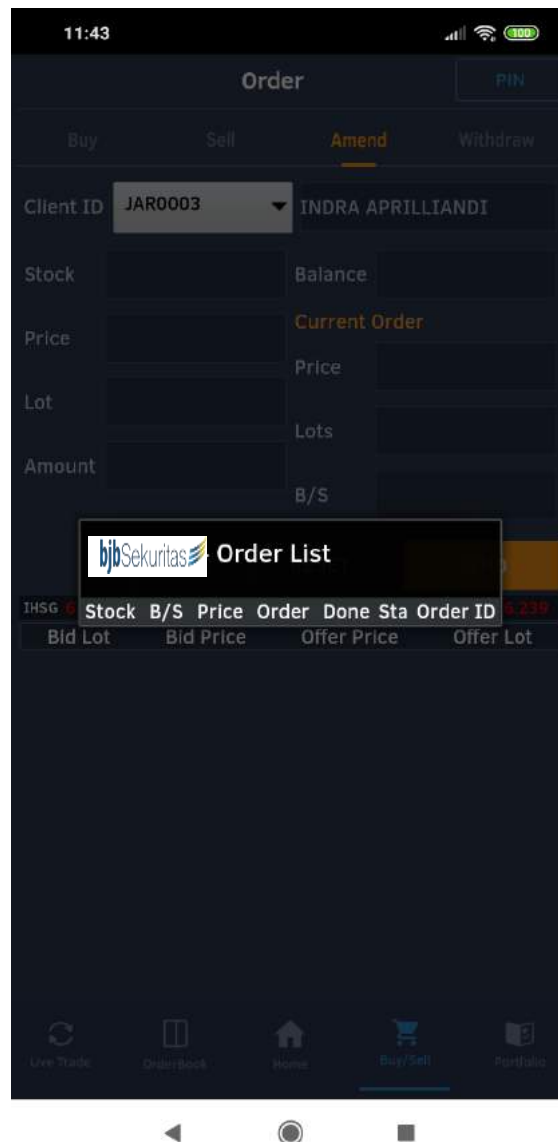 11:43 100
Order PIN
Buy Sell Amend Withdraw
Client ID JAR0003 INDRA APRILLIANDI
Stock Balance
Current Order
Price
Price
Lot
Lots
Amount
B/S
bjbSekuritas Order List
Stock B/S Price Order Done Sta Order ID
IHSG
Bid Lot Bid Price Offer Price Offer Lot
Live Trade OrderBook Home Buy/Sell Portfolio